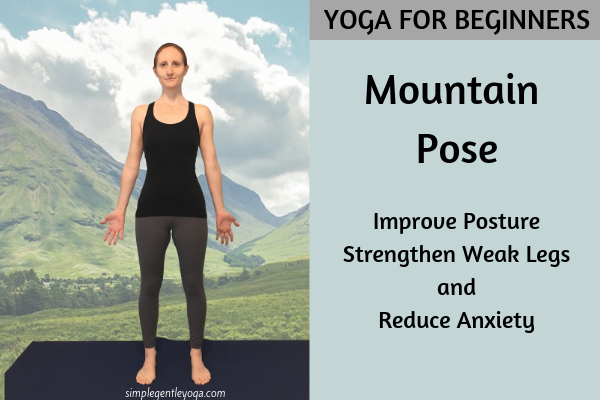 YOGA FOR BEGINNERS
Mountain
Pose
Improve Posture
Strengthen Weak Legs
and
Reduce Anxiety
simplegentleyoga.com